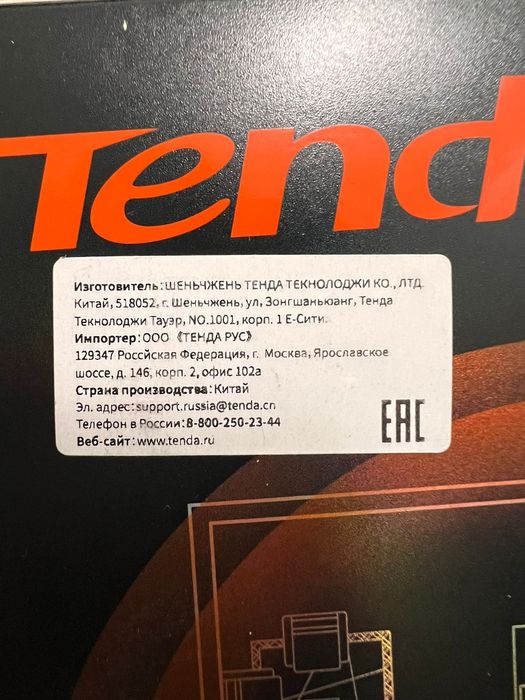 Tenda
Изготовитель:ШЕНЬЧЖЕНЬ ТЕНДА ТЕКНОЛОДЖИ КО., ЛТД.
Китай, 518052, г. Шеньчжень, ул, Зонгшаньюанг, Тенда
Текнолоджи Тауэр, NO.1001, корп. 1 Е-Сити.
Импортер:ООО 《ТЕНДА РУС》
129347 Россйская Федерация, г. Москва, Ярославское
шоссе, д. 146, корп. 2, офис 102а
Страна производства:Китай
Эл. адрес:support.russia@tenda.cn
Телефон в России:8-800-250-23-44
Веб-сайт:www.tenda.ru
EAC